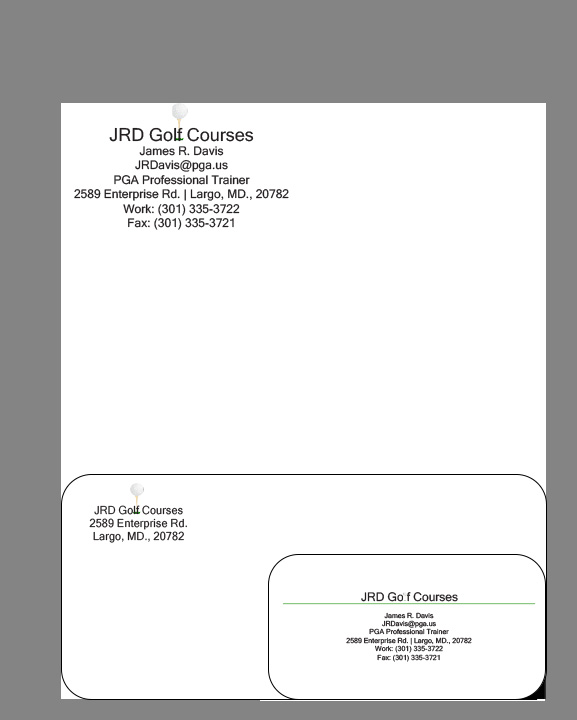 JRD Golf Courses
James R. Davis
JRDavis@pga.us
PGA Professional Trainer
2589 Enterprise Rd. | Largo, MD., 20782
Work: (301) 335-3722
Fax: (301) 335-3721
JRD Golf Courses
2589 Enterprise Rd.
Largo, MD., 20782
JRD Golf Courses
James R. Davis
JRDavis@pga.us
PGA Professional Trainer
2589 Enterprise Rd. | Largo, MD., 20782
Work: (301) 335-3722
Fax: (301) 335-3721